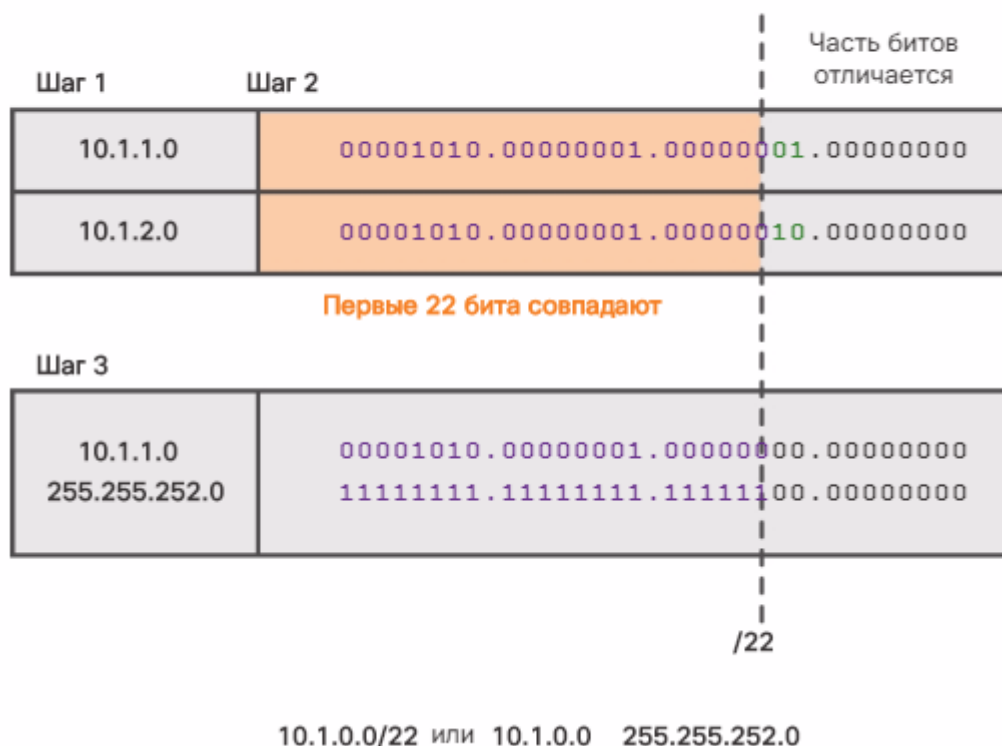 Часть битов
отличается
Шаг 1 Шаг 2
10.1.1.0 00001010.00000001.00000001.00000000
10.1.2.0 00001010.00000001.00000010.00000000
Первые 22 бита совпадают
Шаг 3
10.1.1.0 00001010.00000001.00000000.00000000
255.255.252.0 11111111.11111111.11111100.00000000
/22
10.1.0.0/22 или 10.1.0.0 255.255.252.0